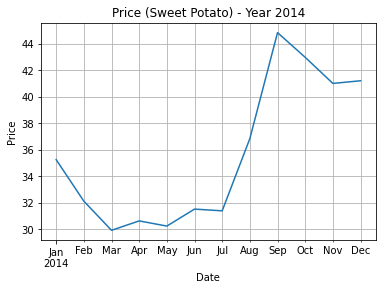 Price (Sweet Potato) - Year 2014
Price
44
42
40
38
36
34
32
30
Jan Feb Mar Apr May Jun Jul Aug Sep Oct Nov Dec
2014
Date